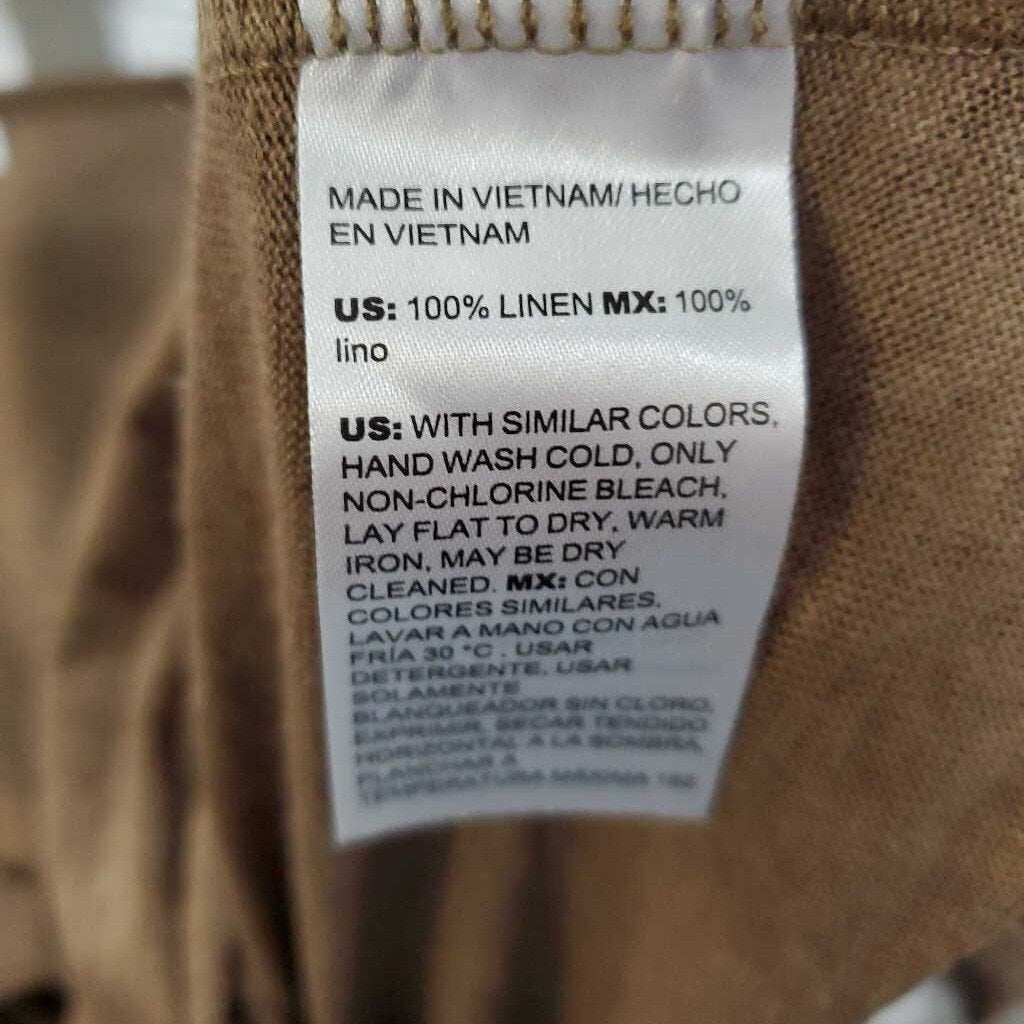 MADE IN VIETNAM/ HECHO
EN VIETNAM
US: 100% LINEN MX: 100%
lino
US: WITH SIMILAR COLORS,
HAND WASH COLD, ONLY
NON-CHLORINE BLEACH,
LAY FLAT TO DRY, WARM
IRON, MAY BE DRY
CLEANED. MX: CON
COLORES SIMILARES,
LAVAR A MANO CON AGUA
FRÍA 30 °C , USAR
DETERGENTE, USAR
SOLAMENTE
BLANQUEADOR SIN CLORO,
EXPRIMIR, SECAR TENDIDO
HORIZONTAL A LA SOMBRA,
PLANCHAR A
TEMPERATURA MÁXIMA